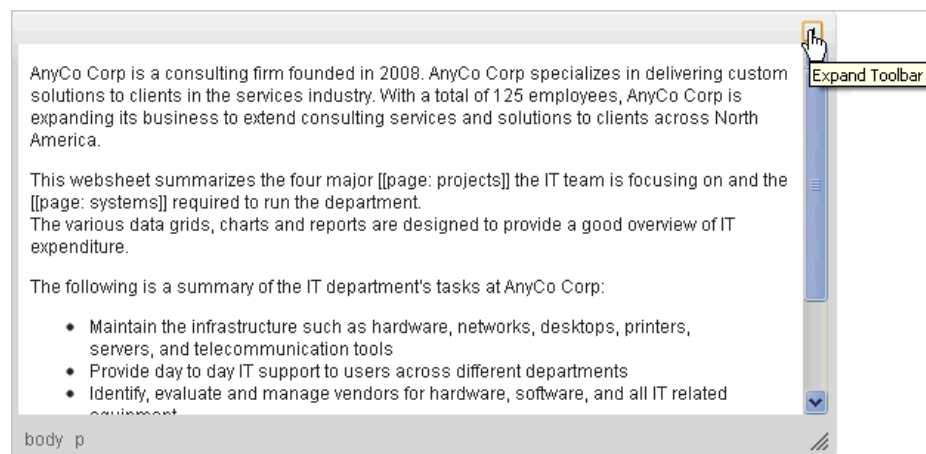 Expand Toolbar
AnyCo Corp is a consulting firm founded in 2008. AnyCo Corp specializes in delivering custom
solutions to clients in the services industry. With a total of 125 employees, AnyCo Corp is
expanding its business to extend consulting services and solutions to clients across North
America.
This websheet summarizes the four major [[page: projects]] the IT team is focusing on and the
[[page: systems]] required to run the department.
The various data grids, charts and reports are designed to provide a good overview of IT
expenditure.
The following is a summary of the IT department's tasks at AnyCo Corp:
• Maintain the infrastructure such as hardware, networks, desktops, printers,
servers, and telecommunication tools
• Provide day to day IT support to users across different departments
• Identify, evaluate and manage vendors for hardware, software, and all IT related
equipment
body p